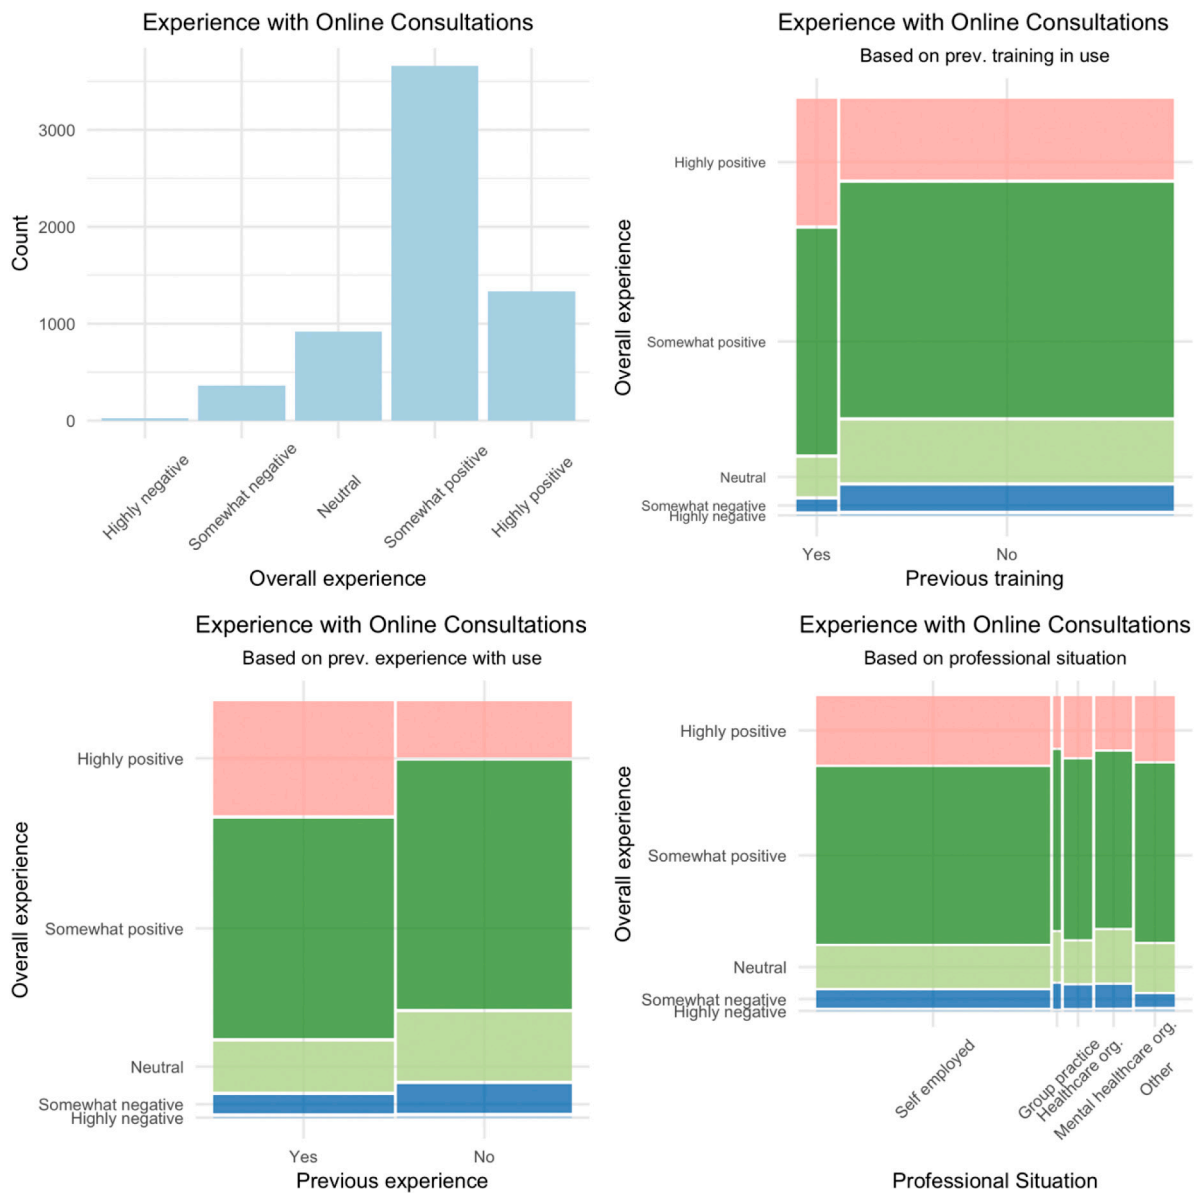 Experience with Online Consultations
Count
3000
2000
1000
0
Highly negative
Somewhat negative
Neutral
Somewhat positive
Highly positive
Overall experience
Experience with Online Consultations
Based on prev. training in use
Overall experience
Highly positive
Somewhat positive
Neutral
Somewhat negative
Highly negative
Yes
No
Previous training
Experience with Online Consultations
Based on prev. experience with use
Overall experience
Highly positive
Somewhat positive
Neutral
Somewhat negative
Highly negative
Yes
No
Previous experience
Experience with Online Consultations
Based on professional situation
Overall experience
Highly positive
Somewhat positive
Neutral
Somewhat negative
Highly negative
Self employed
Group practice
Healthcare org.
Mental healthcare org.
Other
Professional Situation